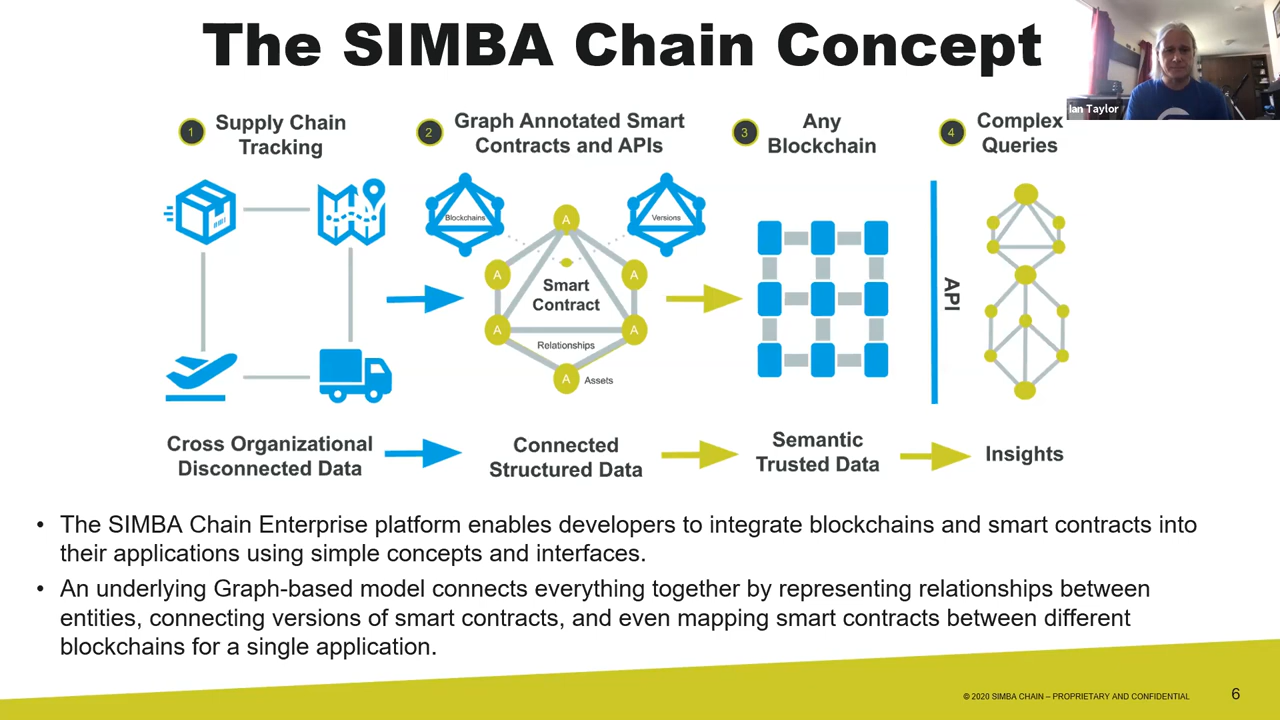 The SIMBA Chain Concept
Ian Taylor
1
Supply Chain
Tracking
2
Graph Annotated Smart
Contracts and APIs
3
Any
Blockchain
4
Complex
Queries
Blockchains
Versions
A
A
A
Smart
Contract
A
A
Relationships
A
Assets
API
Cross Organizational
Disconnected Data
Connected
Structured Data
Semantic
Trusted Data
Insights
• The SIMBA Chain Enterprise platform enables developers to integrate blockchains and smart contracts into
their applications using simple concepts and interfaces.
• An underlying Graph-based model connects everything together by representing relationships between
entities, connecting versions of smart contracts, and even mapping smart contracts between different
blockchains for a single application.
© 2020 SIMBA CHAIN – PROPRIETARY AND CONFIDENTIAL
6